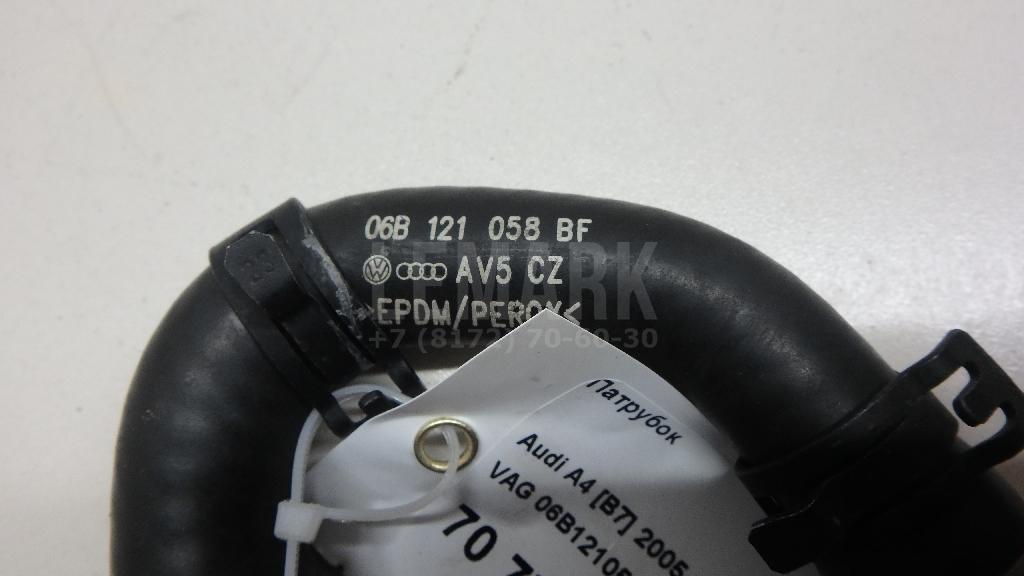 06B 121 058 BF
AV5 CZ
>EPDM/PEROX<
LEMARK
+7 (8172) 70-60-30
Патрубок
Audi A4 [B7] 2005
VAG 06B12105
70